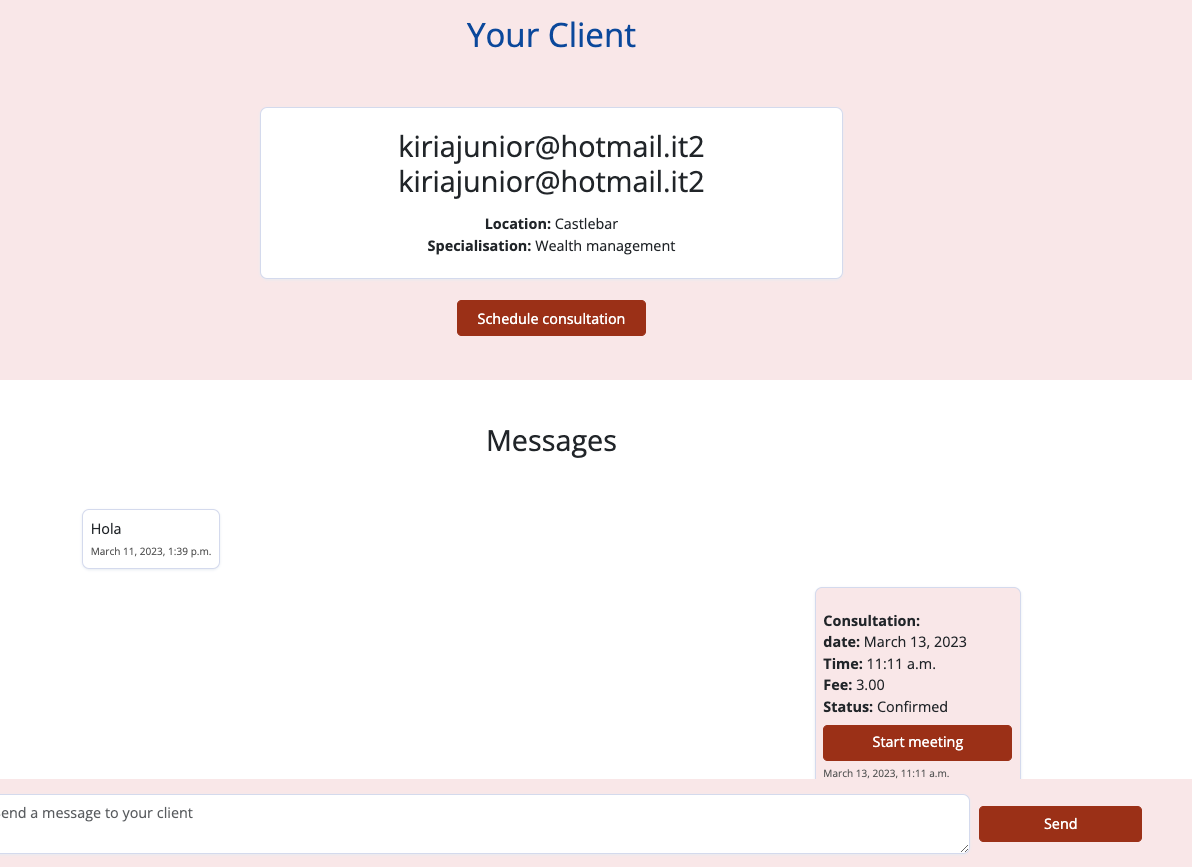 Your Client
kiriajunior@hotmail.it2
kiriajunior@hotmail.it2
Location: Castlebar
Specialisation: Wealth management
Schedule consultation
Messages
Hola
March 11, 2023, 1:39 p.m.
Consultation:
date: March 13, 2023
Time: 11:11 a.m.
Fee: 3.00
Status: Confirmed
Start meeting
March 13, 2023, 11:11 a.m.
end a message to your client
Send